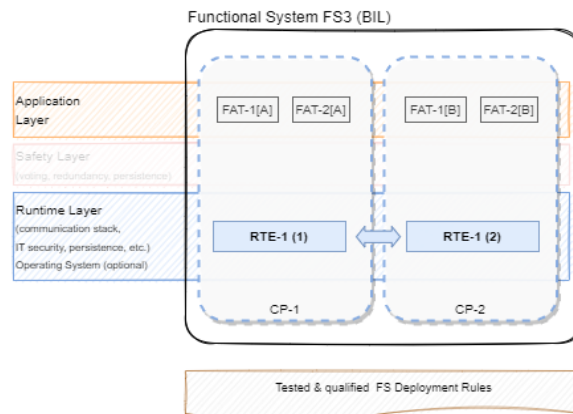 Functional System FS3 (BIL)
Application
Layer
FAT-1[A]
FAT-2[A]
FAT-1[B]
FAT-2[B]
Safety Layer
(voting, redundancy, persistence)
Runtime Layer
(communication stack,
IT security, persistence, etc.)
Operating System (optional)
RTE-1 (1)
RTE-1 (2)
CP-1
CP-2
Tested & qualified FS Deployment Rules